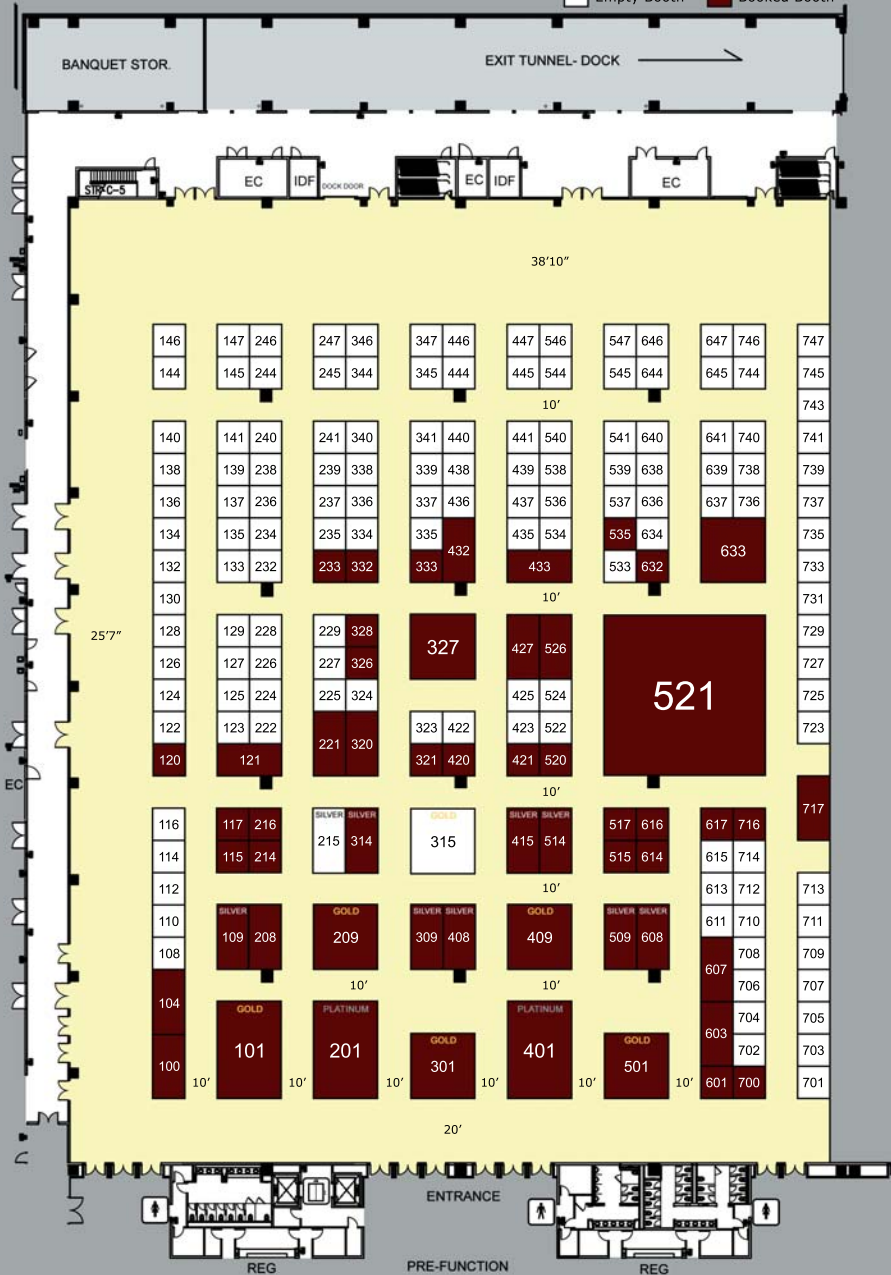 Empty Booth Booked Booth
BANQUET STOR.
EXIT TUNNEL- DOCK
STR C-5
EC IDF DOCK DOOR EC IDF EC
38'10"
146 147 246 247 346 347 446 447 546 547 646 647 746 747
144 145 244 245 344 345 444 445 544 545 644 645 744 745
10' 743
140 141 240 241 340 341 440 441 540 541 640 641 740 741
138 139 238 239 338 339 438 439 538 539 638 639 738 739
136 137 236 237 336 337 436 437 536 537 636 637 736 737
134 135 234 235 334 335 432 435 534 535 634 633 735
132 133 232 233 332 333 433 533 632 733
130 10' 731
25'7"
128 129 228 229 328 327 427 526 521 729
126 127 226 227 326 727
124 125 224 225 324 425 524 725
122 123 222 221 320 323 422 423 522 723
120 121 321 420 421 520
EC 10' 717
SILVER SILVER GOLD SILVER SILVER
116 117 216 215 314 315 415 514 517 616 617 716
114 115 214 515 614 615 714
112 10' 613 712 713
110 611 710 711
SILVER GOLD SILVER SILVER GOLD SILVER SILVER
108 109 208 209 309 408 409 509 608 607 708 709
104 10' 10' 706 707
GOLD PLATINUM PLATINUM
101 201 401 603 704 705
GOLD GOLD
301 501 702 703
100 10' 10' 10' 10' 10' 10' 601 700 701
20'
ENTRANCE
REG PRE-FUNCTION REG